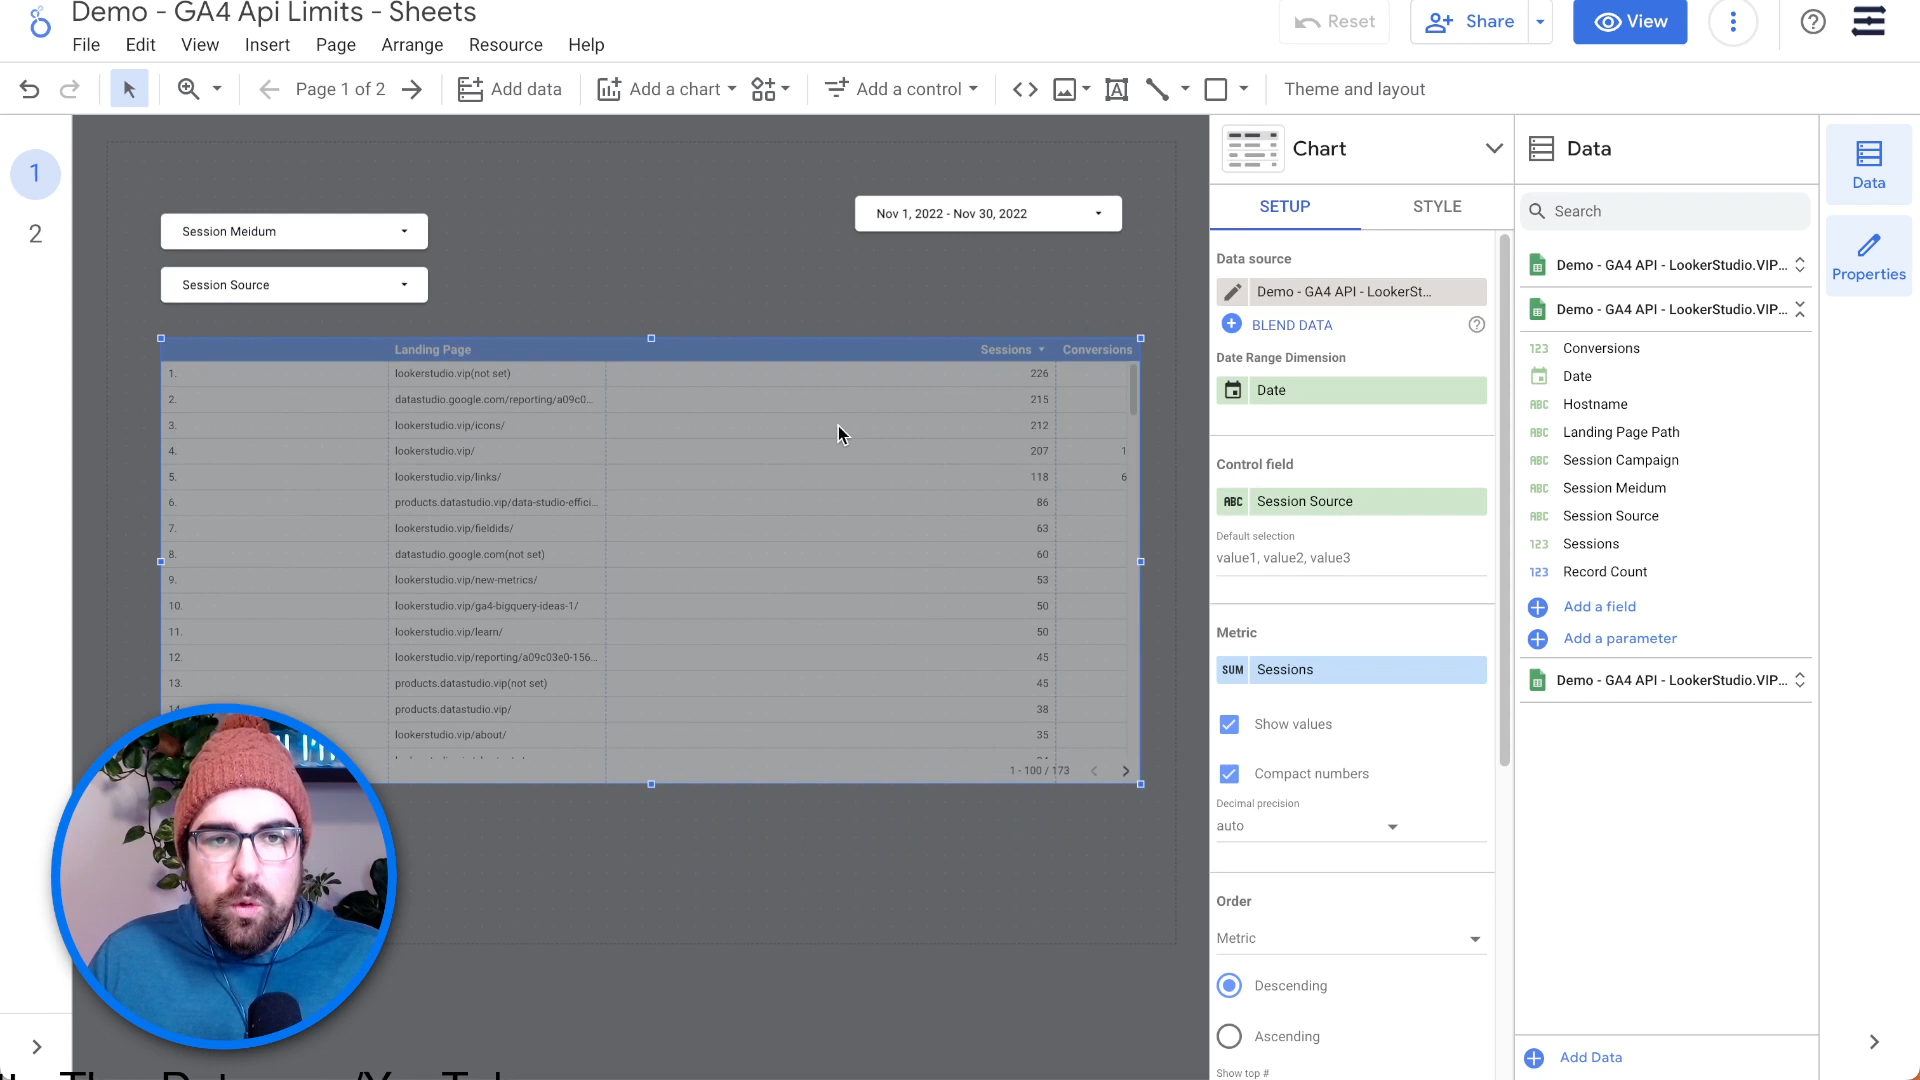 Demo - GA4 Api Limits - Sheets
File Edit View Insert Page Arrange Resource Help
Reset
Share
View
Page 1 of 2
Add data
Add a chart
Add a control
Theme and layout
1
2
Session Meidum
Session Source
Nov 1, 2022 - Nov 30, 2022
Landing Page Sessions Conversions
1. lookerstudio.vip(not set) 226
2. datastudio.google.com/reporting/a09c0... 215
3. lookerstudio.vip/icons/ 212
4. lookerstudio.vip/ 207 1
5. lookerstudio.vip/links/ 118 6
6. products.datastudio.vip/data-studio-effici... 86
7. lookerstudio.vip/fieldids/ 63
8. datastudio.google.com(not set) 60
9. lookerstudio.vip/new-metrics/ 53
10. lookerstudio.vip/ga4-bigquery-ideas-1/ 50
11. lookerstudio.vip/learn/ 50
12. lookerstudio.vip/reporting/a09c03e0-156... 45
13. products.datastudio.vip(not set) 45
14. products.datastudio.vip/ 38
lookerstudio.vip/about/ 35
1 - 100 / 173
Chart
SETUP STYLE
Data source
Demo - GA4 API - LookerSt...
BLEND DATA
Date Range Dimension
Date
Control field
ABC Session Source
Default selection
value1, value2, value3
Metric
SUM Sessions
Show values
Compact numbers
Decimal precision
auto
Order
Metric
Descending
Ascending
Show top #
Data
Search
Demo - GA4 API - LookerStudio.VIP...
Demo - GA4 API - LookerStudio.VIP...
123 Conversions
Date
ABC Hostname
ABC Landing Page Path
ABC Session Campaign
ABC Session Meidum
ABC Session Source
123 Sessions
123 Record Count
Add a field
Add a parameter
Demo - GA4 API - LookerStudio.VIP...
Add Data
Data
Properties